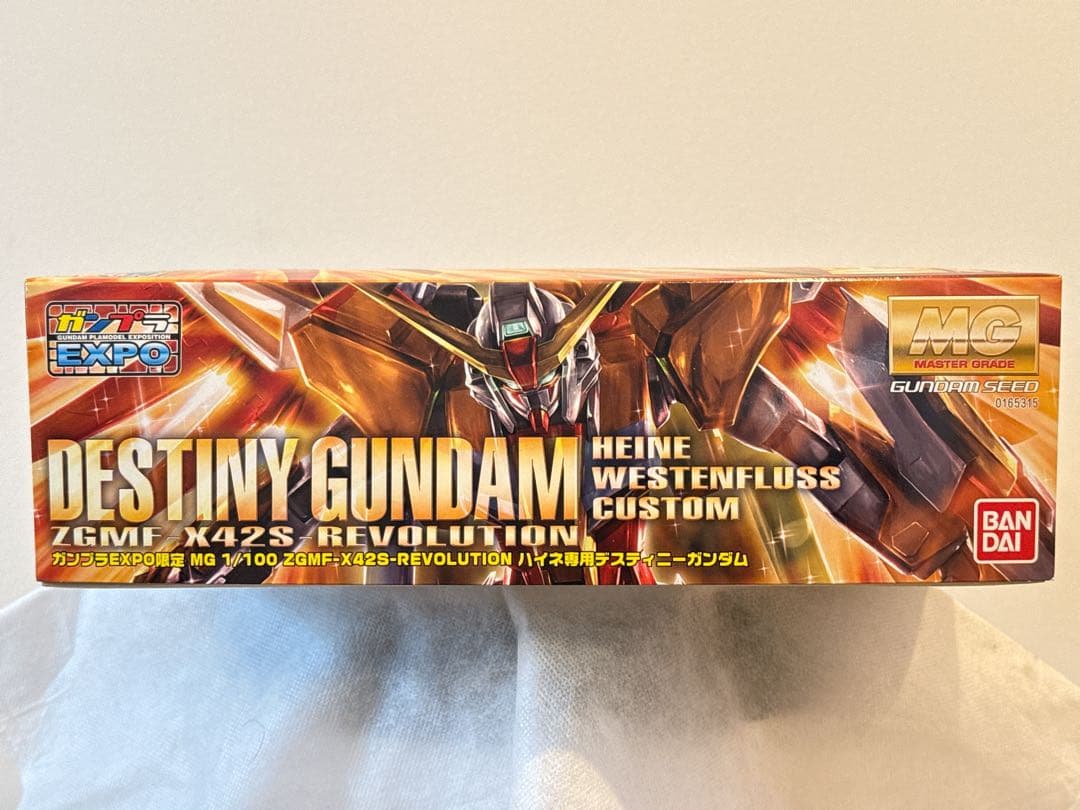 ガンプラ
GUNDAM PLAMODEL EXPOSITION
EXPO
MG
MASTER GRADE
GUNDAM SEED
0165315
DESTINY GUNDAM
HEINE
WESTENFLUSS
CUSTOM
ZGMF-X42S-REVOLUTION
ガンプラEXPO限定 MG 1/100 ZGMF-X42S-REVOLUTION ハイネ専用デスティニーガンダム
BAN
DAI